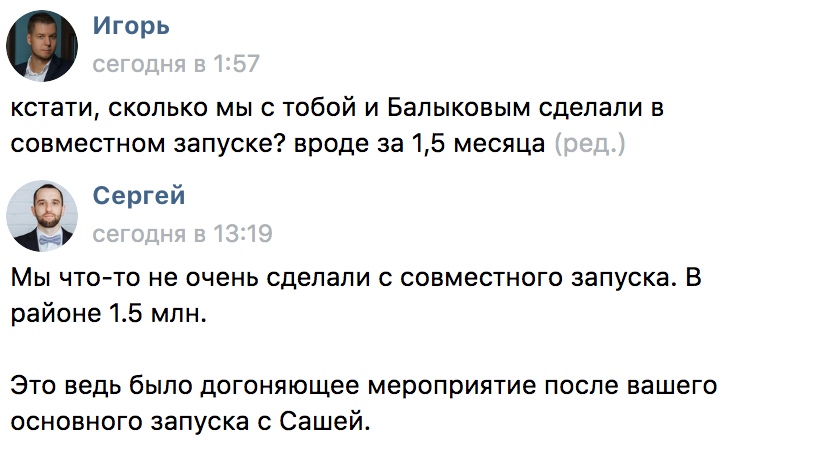 Игорь
сегодня в 1:57
кстати, сколько мы с тобой и Балыковым сделали в
совместном запуске? вроде за 1,5 месяца (ред.)
Сергей
сегодня в 13:19
Мы что-то не очень сделали с совместного запуска. В
районе 1.5 млн.
Это ведь было догоняющее мероприятие после вашего
основного запуска с Сашей.